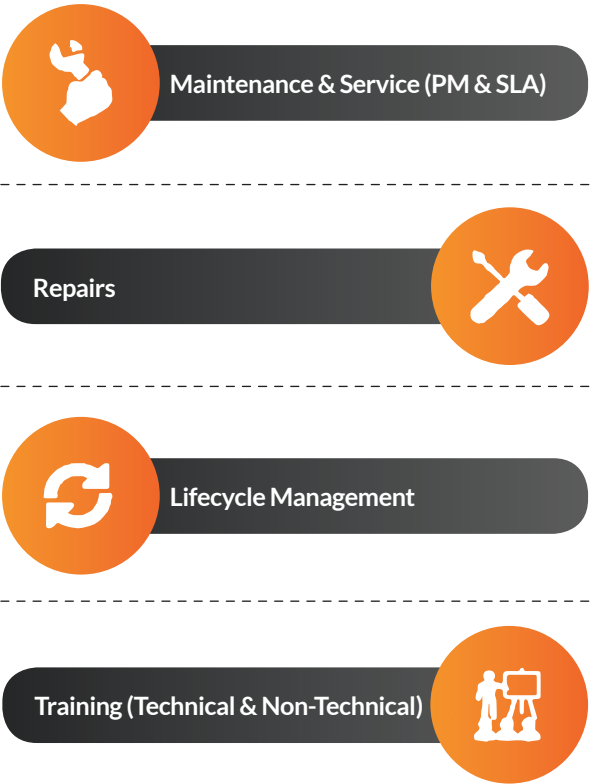 Maintenance & Service (PM & SLA)
Repairs
Lifecycle Management
Training (Technical & Non-Technical)